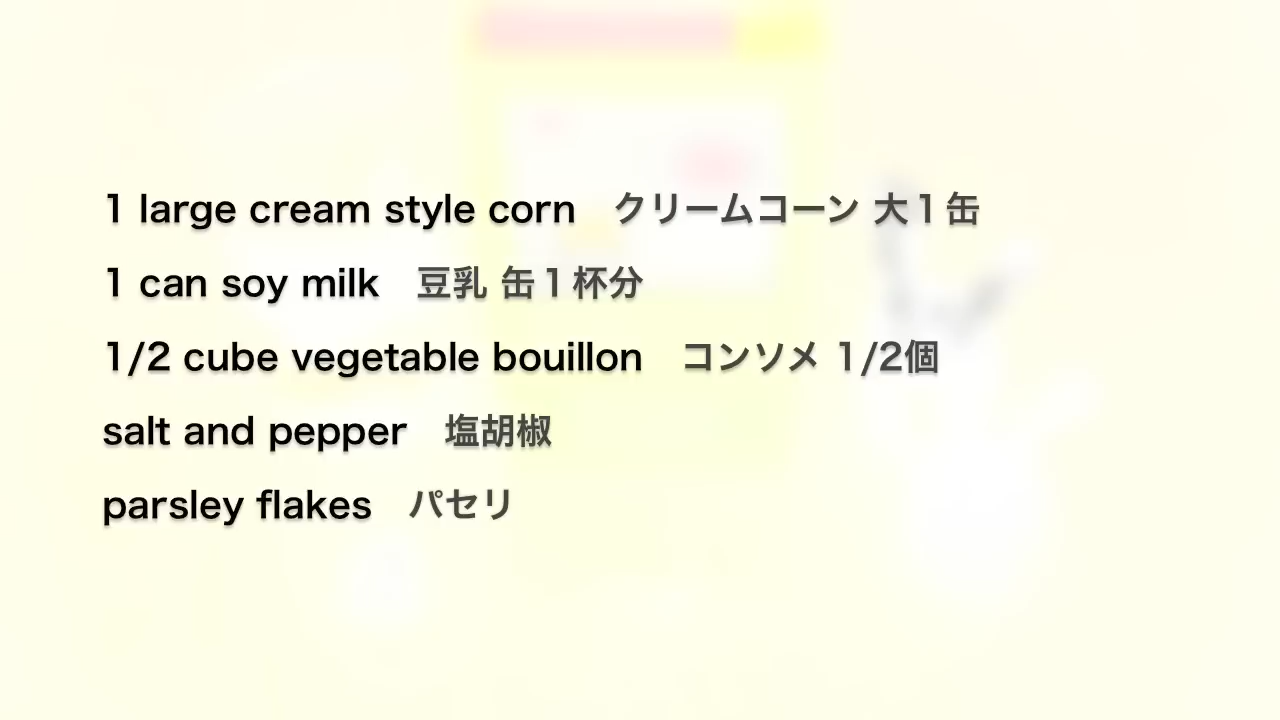 1 large cream style corn　クリームコーン 大１缶
1 can soy milk　豆乳 缶１杯分
1/2 cube vegetable bouillon　コンソメ 1/2個
salt and pepper　塩胡椒
parsley flakes　パセリ